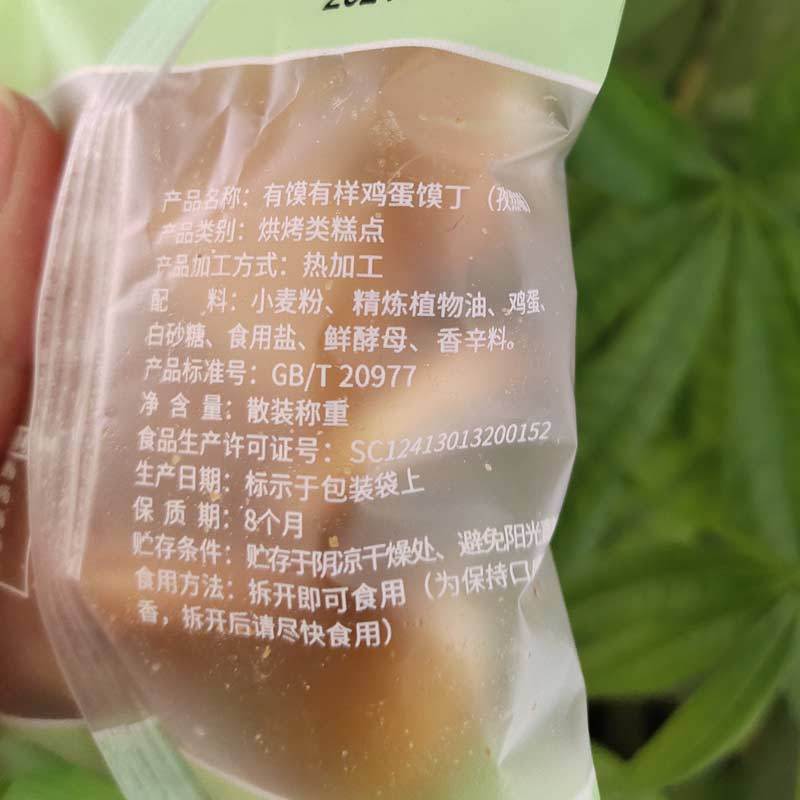 产品名称：有馍有样鸡蛋馍丁（孜然味
产品类别：烘烤类糕点
产品加工方式：热加工
配 料：小麦粉、精炼植物油、鸡蛋、
白砂糖、食用盐、鲜酵母、香辛料。
产品标准号：GB/T 20977
净含量：散装称重
食品生产许可证号：SC12413013200152
生产日期：标示于包装袋上
保质期：8个月
贮存条件：贮存于阴凉干燥处、避免阳光
食用方法：拆开即可食用（为保持口
香，拆开后请尽快食用）